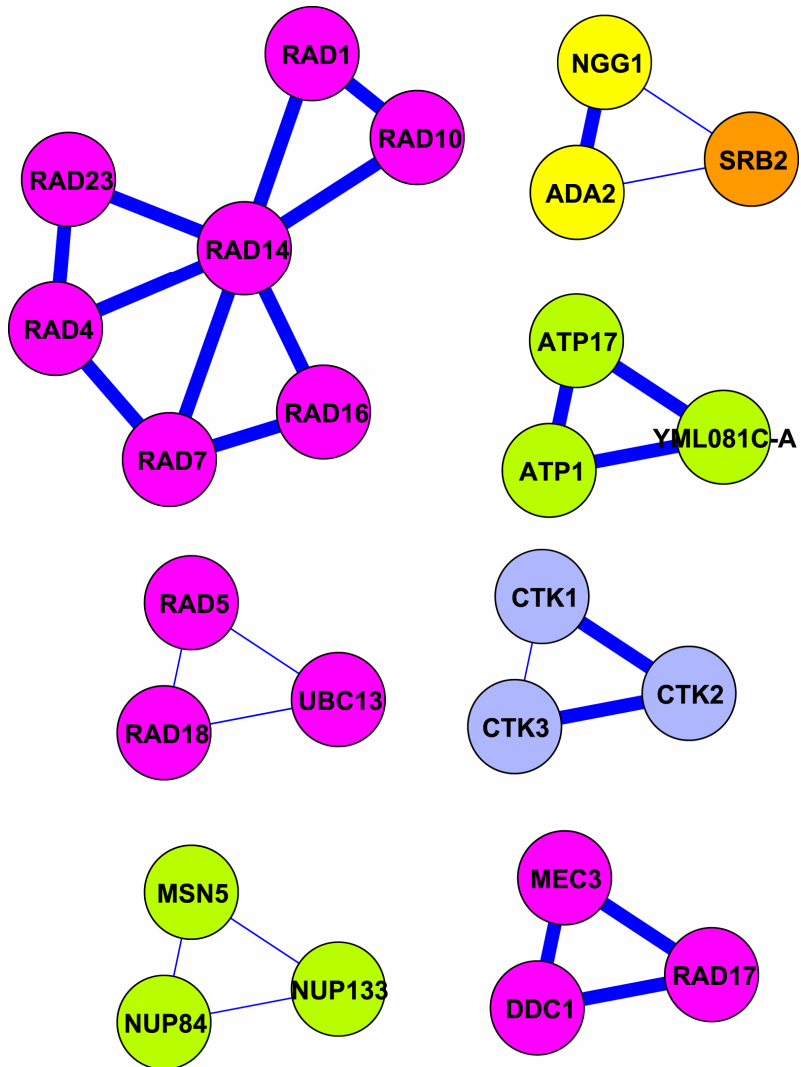 RAD1
RAD10
RAD23
RAD14
RAD4
RAD16
RAD7
NGG1
SRB2
ADA2
ATP17
YML081C-A
ATP1
RAD5
UBC13
RAD18
CTK1
CTK2
CTK3
MSN5
NUP133
NUP84
MEC3
RAD17
DDC1